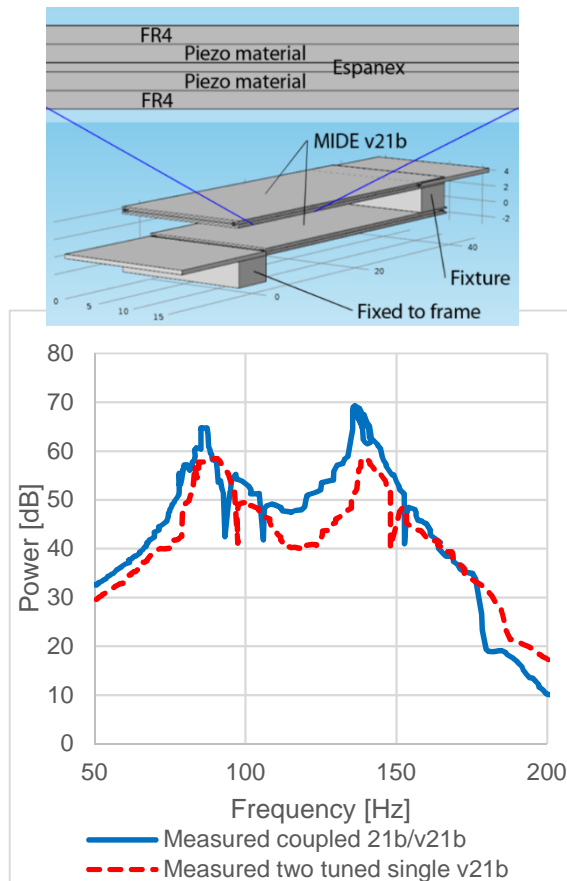 FR4
Piezo material
Espanex
Piezo material
FR4
MIDE v21b
4
2
0
-2
40
20
0
0
5
10
15
Fixture
Fixed to frame
80
70
60
50
40
30
20
10
0
50
100
150
200
Power [dB]
Frequency [Hz]
Measured coupled 21b/v21b
Measured two tuned single v21b